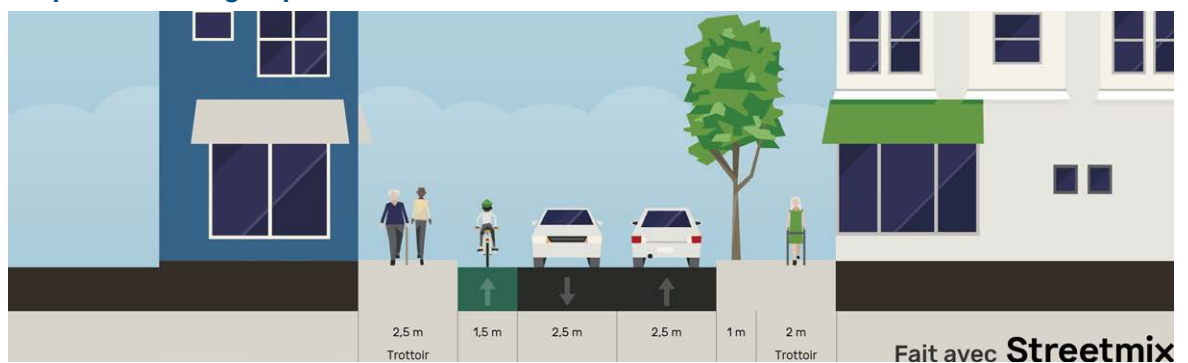 2,5 m
1,5 m
2,5 m
2,5 m
1 m
2 m
Trottoir
Trottoir
Fait avec Streetmix